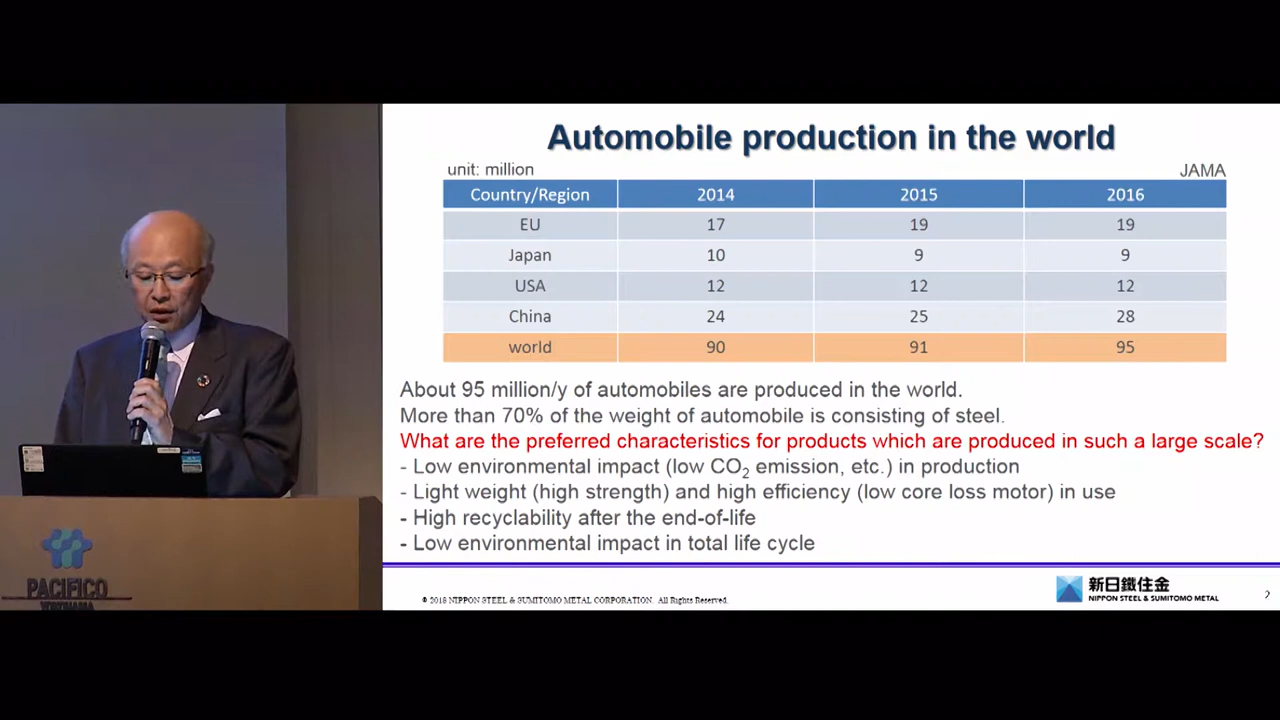 Automobile production in the world
unit: million
JAMA
Country/Region 2014 2015 2016
EU 17 19 19
Japan 10 9 9
USA 12 12 12
China 24 25 28
world 90 91 95
About 95 million/y of automobiles are produced in the world.
More than 70% of the weight of automobile is consisting of steel.
What are the preferred characteristics for products which are produced in such a large scale?
- Low environmental impact (low CO₂ emission, etc.) in production
- Light weight (high strength) and high efficiency (low core loss motor) in use
- High recyclability after the end-of-life
- Low environmental impact in total life cycle
© 2018 NIPPON STEEL & SUMITOMO METAL CORPORATION. All Rights Reserved.
新日鐵住金
NIPPON STEEL & SUMITOMO METAL
2
PACIFICO
YOKOHAMA